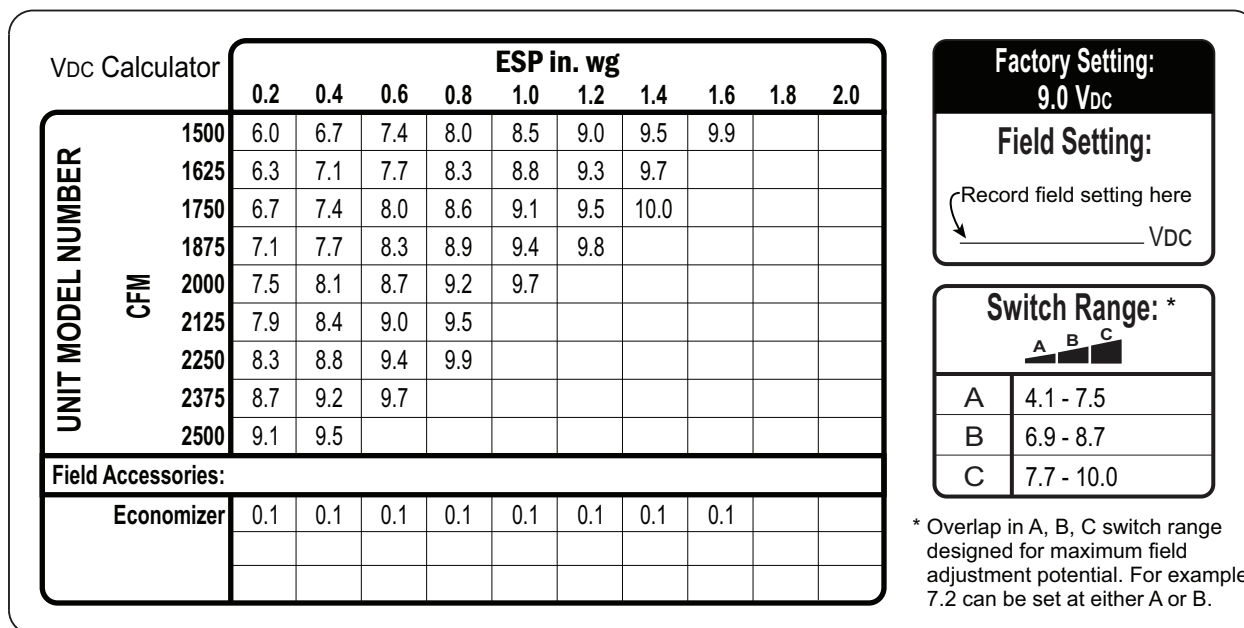 VDC Calculator
ESP in. wg
0.2 0.4 0.6 0.8 1.0 1.2 1.4 1.6 1.8 2.0
UNIT MODEL NUMBER
CFM
1500 6.0 6.7 7.4 8.0 8.5 9.0 9.5 9.9
1625 6.3 7.1 7.7 8.3 8.8 9.3 9.7
1750 6.7 7.4 8.0 8.6 9.1 9.5 10.0
1875 7.1 7.7 8.3 8.9 9.4 9.8
2000 7.5 8.1 8.7 9.2 9.7
2125 7.9 8.4 9.0 9.5
2250 8.3 8.8 9.4 9.9
2375 8.7 9.2 9.7
2500 9.1 9.5
Field Accessories:
Economizer 0.1 0.1 0.1 0.1 0.1 0.1 0.1 0.1
Factory Setting:
9.0 VDC
Field Setting:
Record field setting here
VDC
Switch Range: *
A B C
A 4.1 - 7.5
B 6.9 - 8.7
C 7.7 - 10.0
* Overlap in A, B, C switch range
designed for maximum field
adjustment potential. For example
7.2 can be set at either A or B.